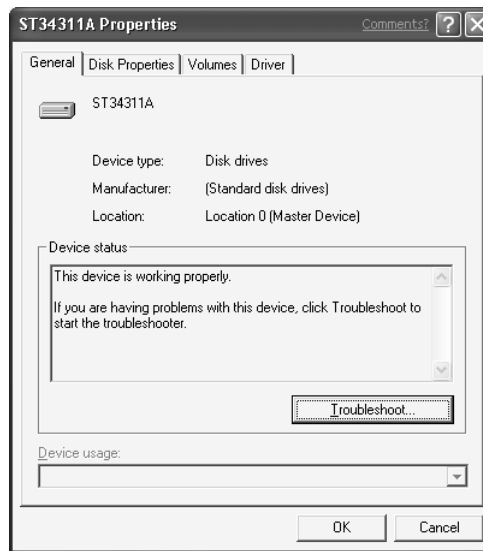 ST34311A Properties Comments? ?
General Disk Properties Volumes Driver
ST34311A
Device type: Disk drives
Manufacturer: (Standard disk drives)
Location: Location 0 (Master Device)
Device status
This device is working properly.
If you are having problems with this device, click Troubleshoot to
start the troubleshooter.
Troubleshoot...
Device usage:
OK Cancel